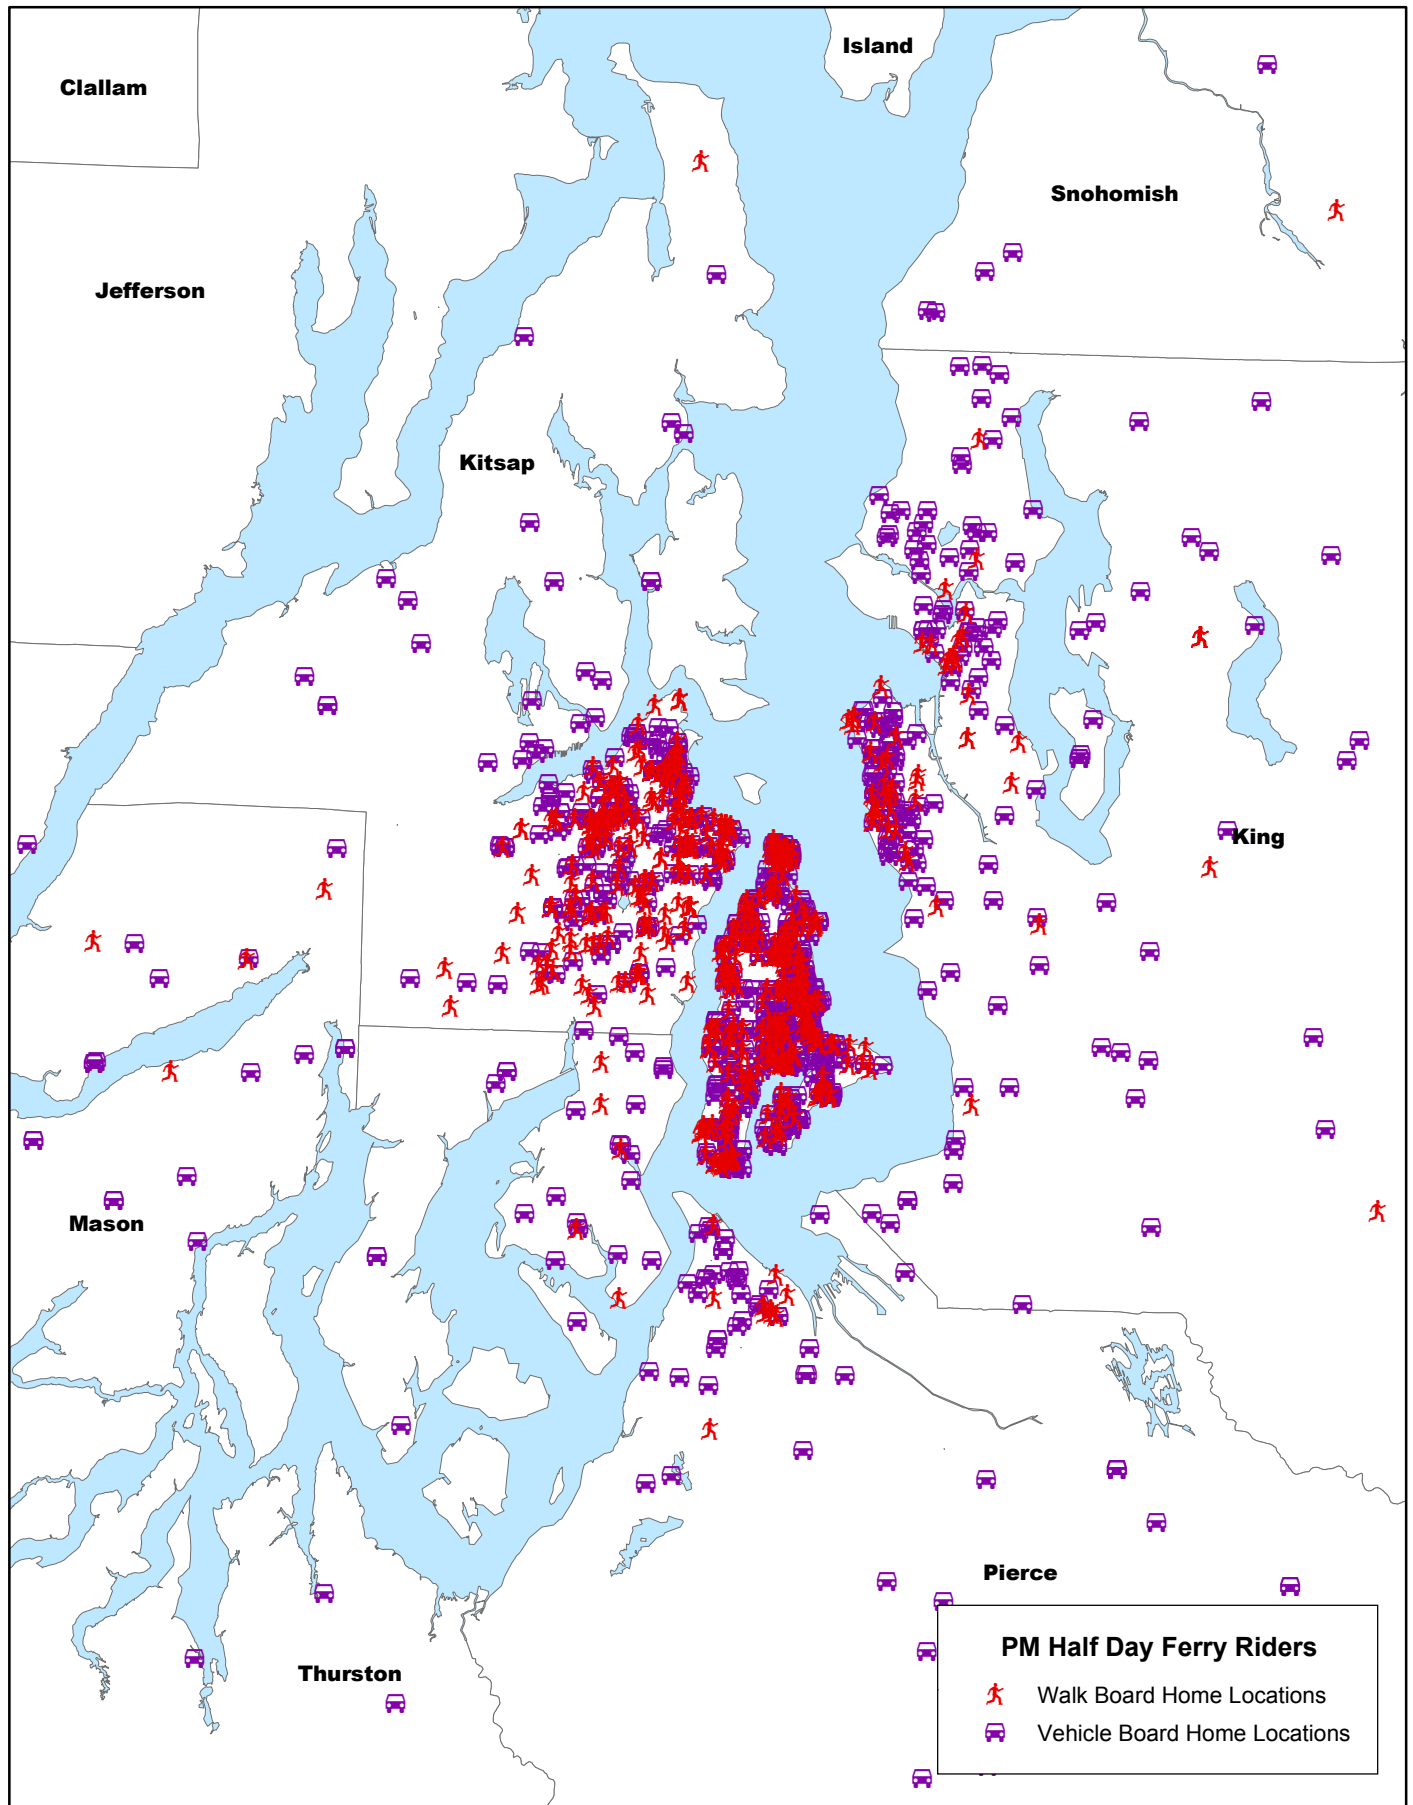 Island
Clallam
Snohomish
Jefferson
Kitsap
King
Mason
Pierce
PM Half Day Ferry Riders
Walk Board Home Locations
Vehicle Board Home Locations
Thurston